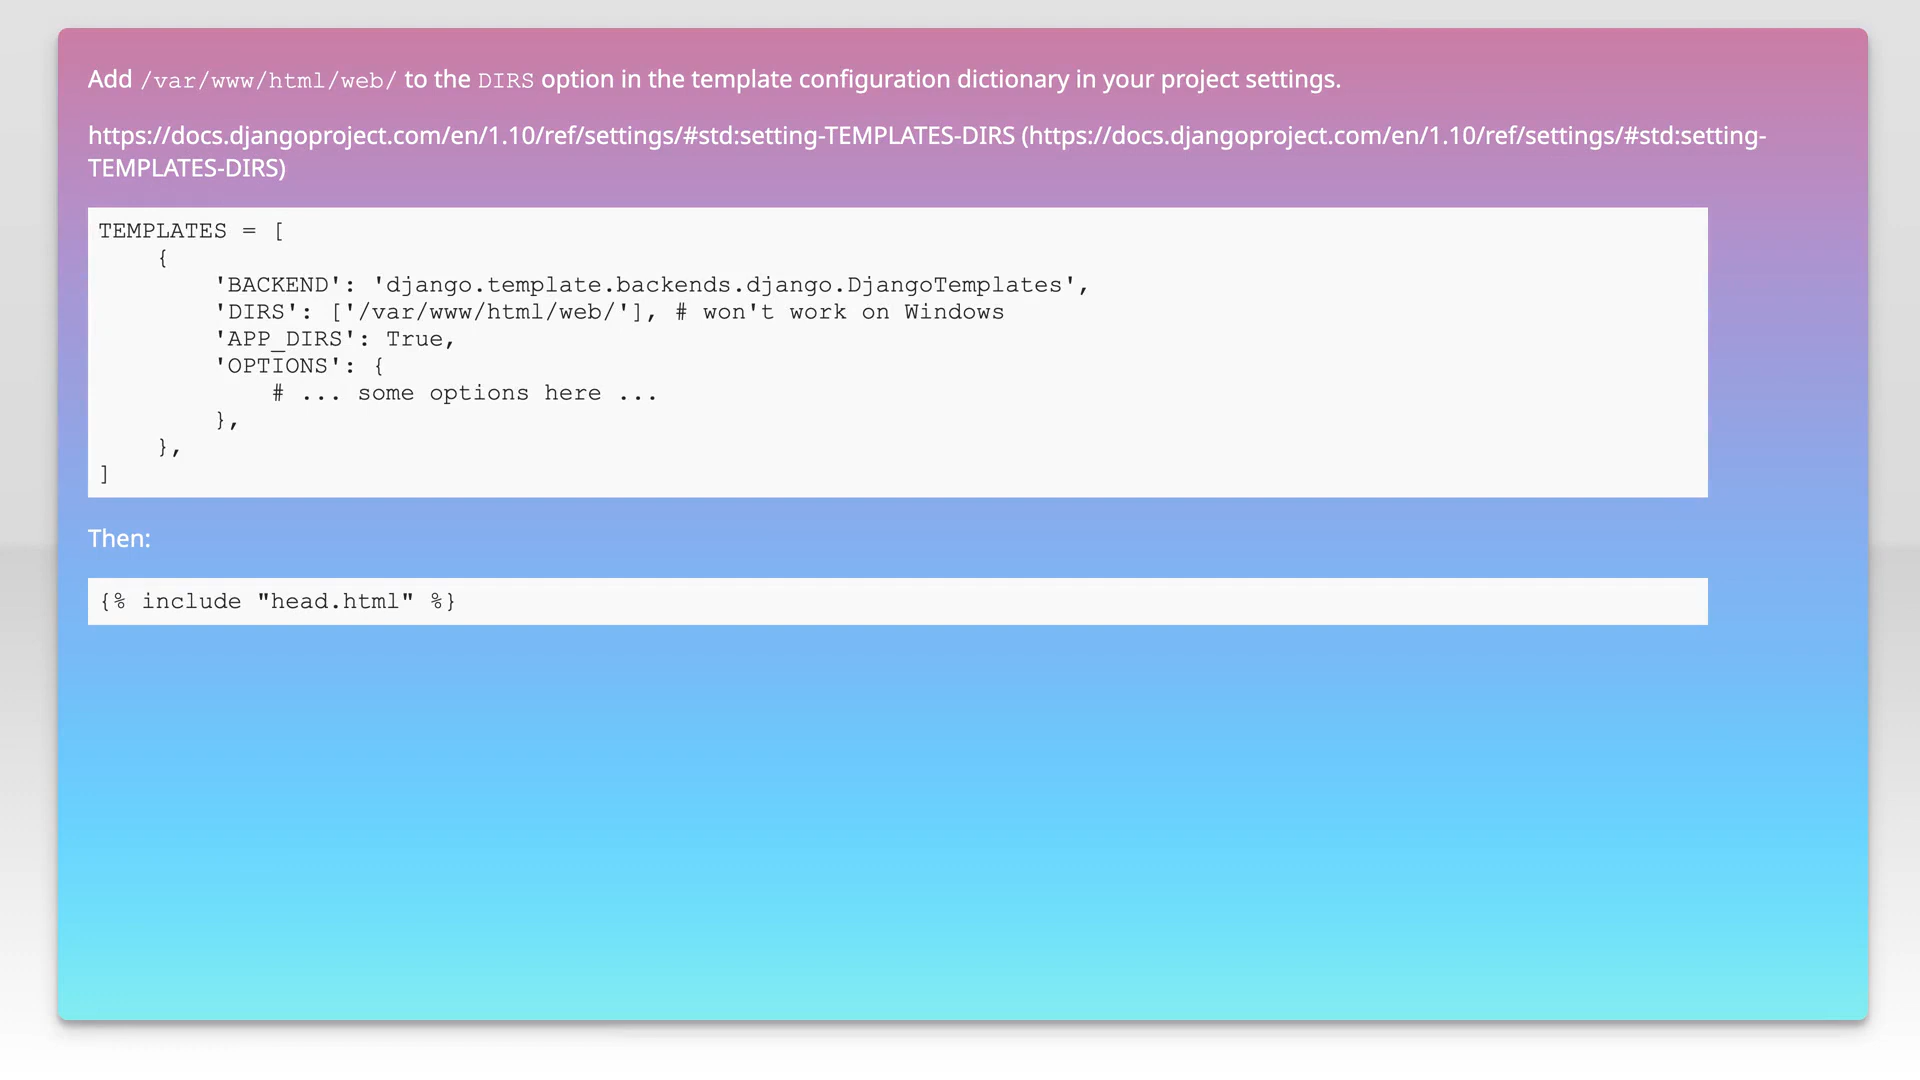 Add /var/www/html/web/ to the DIRS option in the template configuration dictionary in your project settings.
https://docs.djangoproject.com/en/1.10/ref/settings/#std:setting-TEMPLATES-DIRS (https://docs.djangoproject.com/en/1.10/ref/settings/#std:setting-
TEMPLATES-DIRS)
TEMPLATES = [
    {
        'BACKEND': 'django.template.backends.django.DjangoTemplates',
        'DIRS': ['/var/www/html/web/'], # won't work on Windows
        'APP_DIRS': True,
        'OPTIONS': {
            # ... some options here ...
        },
    },
]
Then:
{% include "head.html" %}